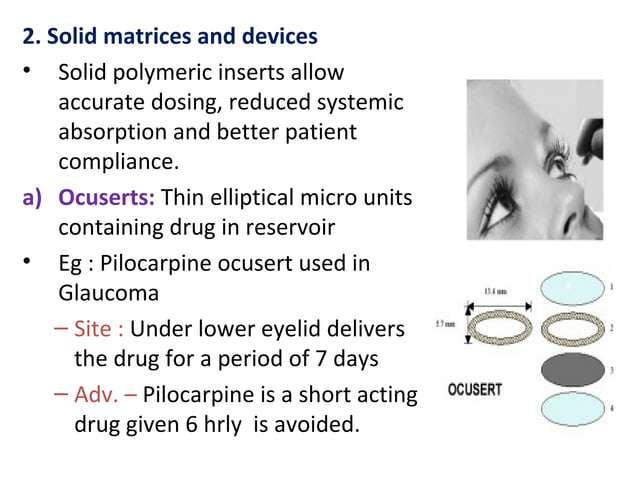 2. Solid matrices and devices
• Solid polymeric inserts allow
accurate dosing, reduced systemic
absorption and better patient
compliance.
a) Ocuserts: Thin elliptical micro units
containing drug in reservoir
• Eg : Pilocarpine ocusert used in
Glaucoma
– Site : Under lower eyelid delivers
the drug for a period of 7 days
– Adv. – Pilocarpine is a short acting
drug given 6 hrly is avoided.
13.4 mm
5.7 mm
1
2
3
4
OCUSERT